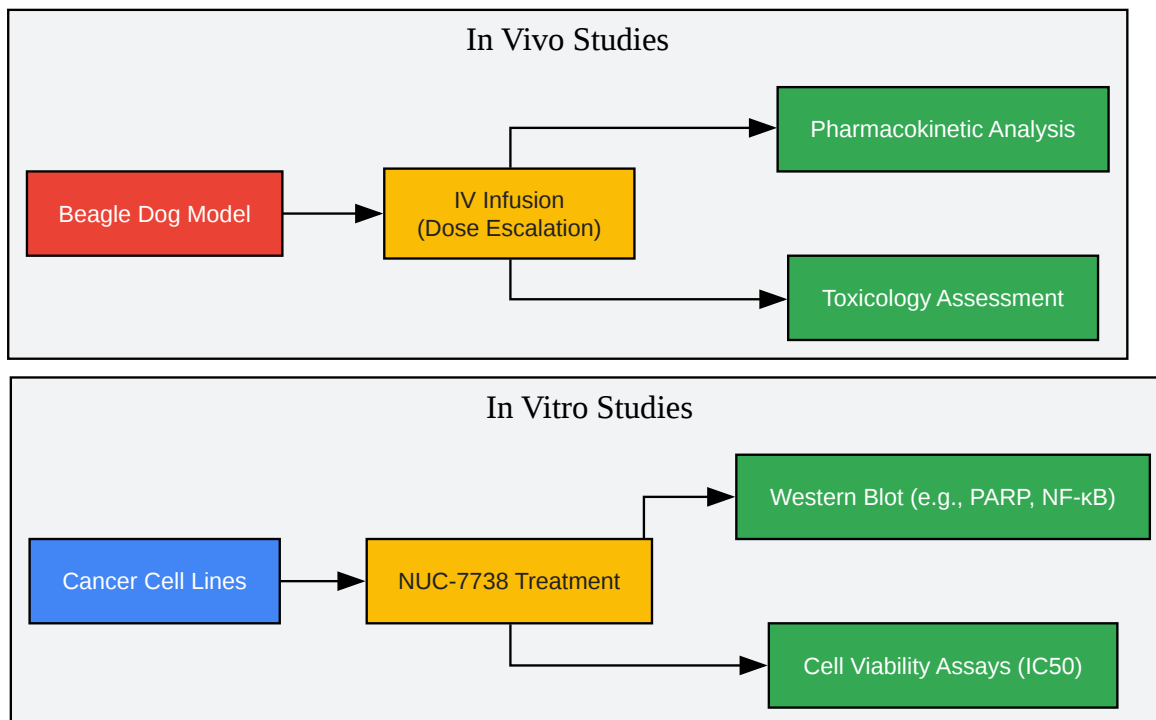 In Vivo Studies
Pharmacokinetic Analysis
Beagle Dog Model
IV Infusion
(Dose Escalation)
Toxicology Assessment
In Vitro Studies
Western Blot (e.g., PARP, NF-κB)
Cancer Cell Lines
NUC-7738 Treatment
Cell Viability Assays (IC50)